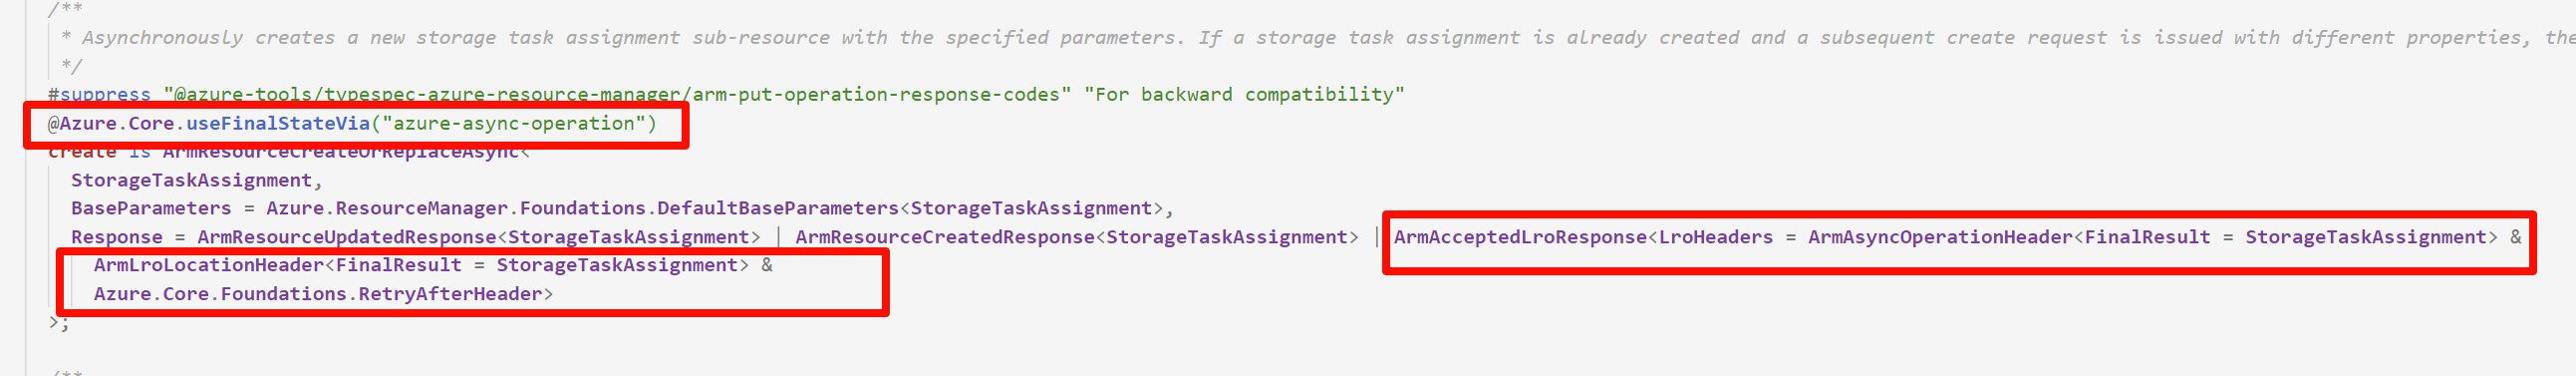 /**
* Asynchronously creates a new storage task assignment sub-resource with the specified parameters. If a storage task assignment is already created and a subsequent create request is issued with different properties, the
*/
#suppress "@azure-tools/typespec-azure-resource-manager/arm-put-operation-response-codes" "For backward compatibility"
@Azure.Core.useFinalStateVia("azure-async-operation")
create is ArmResourceCreateOrReplaceAsync<
StorageTaskAssignment,
BaseParameters = Azure.ResourceManager.Foundations.DefaultBaseParameters<StorageTaskAssignment>,
Response = ArmResourceUpdatedResponse<StorageTaskAssignment> | ArmResourceCreatedResponse<StorageTaskAssignment> | ArmAcceptedLroResponse<LroHeaders = ArmAsyncOperationHeader<FinalResult = StorageTaskAssignment> &
ArmLroLocationHeader<FinalResult = StorageTaskAssignment> &
Azure.Core.Foundations.RetryAfterHeader>
>;
/**